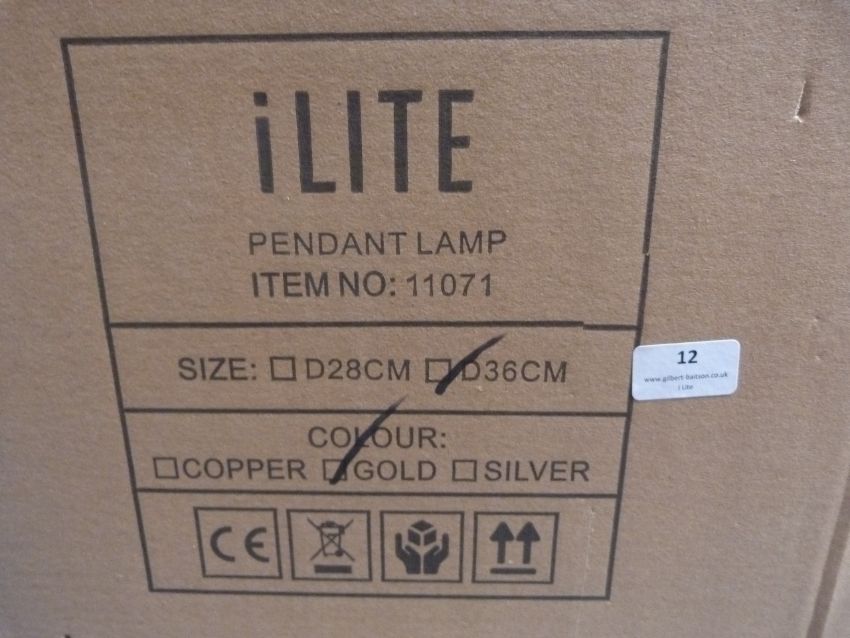 iLITE
PENDANT LAMP
ITEM NO: 11071
SIZE: ☐ D28CM ☑ D36CM
COLOUR:
☐ COPPER ☑ GOLD ☐ SILVER
CE
12
www.gilbert-baitson.co.uk
I Lite